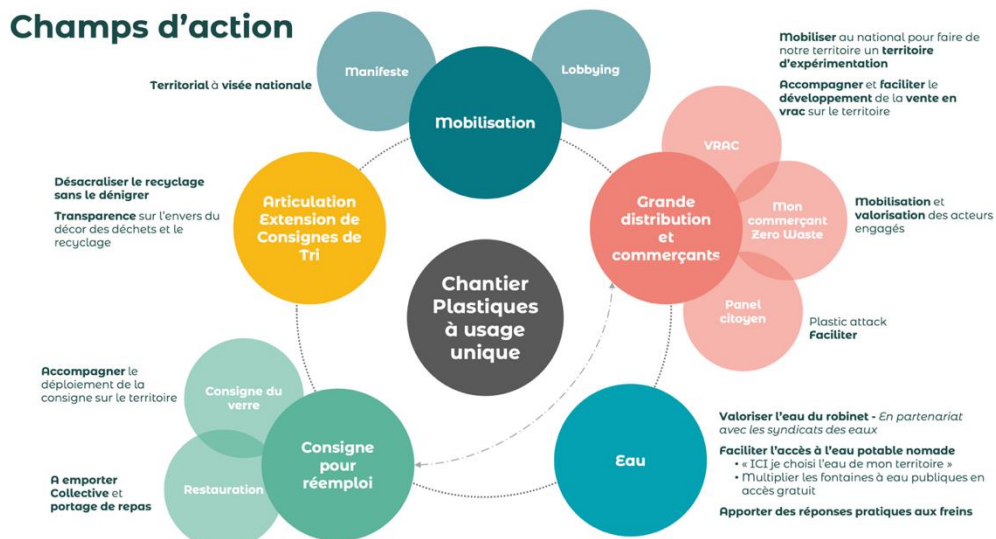 Champs d'action
Manifeste
Lobbying
Territorial à visée nationale
Mobilisation
Mobiliser au national pour faire de
notre territoire un territoire
d'expérimentation
Accompagner et faciliter le
développement de la vente en
vrac sur le territoire
VRAC
Désacraliser le recyclage
sans le dénigrer
Transparence sur l'envers du
décor des déchets et le
recyclage
Articulation
Extension de
Consignes de
Tri
Grande
distribution
et
commerçants
Mon
commerçant
Zero Waste
Mobilisation et
valorisation des acteurs
engagés
Chantier
Plastiques
à usage
unique
Panel
citoyen
Plastic attack
Faciliter
Accompagner le
déploiement de la
consigne sur le territoire
Consigne du
verre
Consigne
pour
réemploi
Restauration
A emporter
Collective et
portage de repas
Eau
Valoriser l'eau du robinet - En partenariat
avec les syndicats des eaux
Faciliter l'accès à l'eau potable nomade
• « ICI je choisi l'eau de mon territoire »
• Multiplier les fontaines à eau publiques en
accès gratuit
Apporter des réponses pratiques aux freins